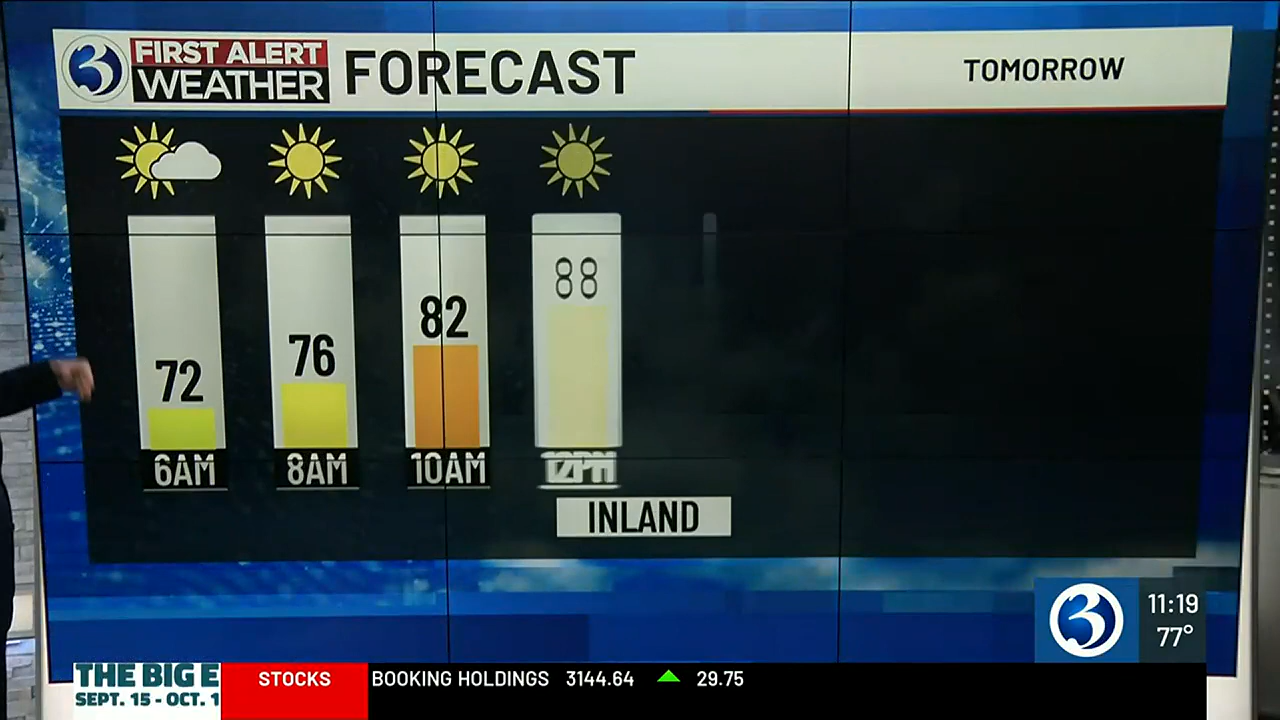 3 FIRST ALERT WEATHER FORECAST
TOMORROW
72
76
82
88
6AM
8AM
10AM
12PM
INLAND
3
11:19
77°
THE BIG E
SEPT. 15 - OCT. 1
STOCKS
BOOKING HOLDINGS 3144.64 29.75